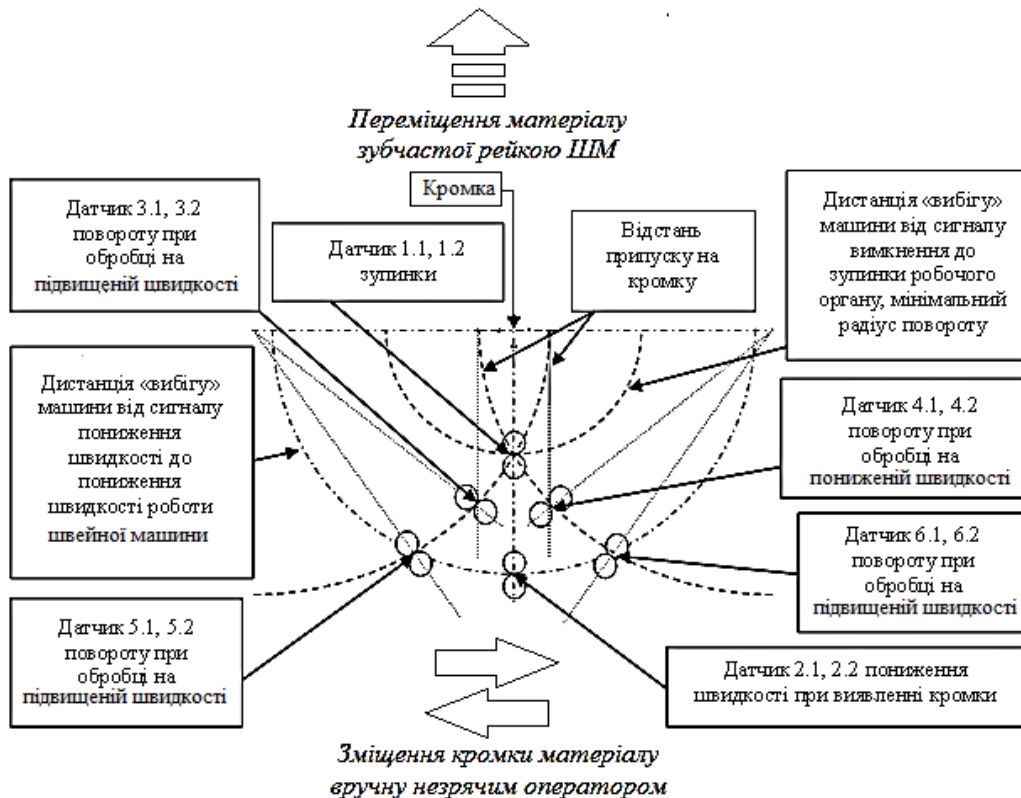 Переміщення матеріалу
зубчастої рейкою ШМ
Кромка
Датчик 3.1, 3.2
повороту при
обробці на
підвищеній швидкості
Датчик 1.1, 1.2
зупинки
Відстань
припуску на
кромку
Дистанція «вибігу»
машини від сигналу
вимкнення до
зупинки робочого
органу, мінімальний
радіус повороту
Дистанція «вибігу»
машини від сигналу
пониження
швидкості до
пониження
швидкості роботи
швейної машини
Датчик 4.1, 4.2
повороту при
обробці на
пониженій швидкості
Датчик 6.1, 6.2
повороту при
обробці на
підвищеній швидкості
Датчик 5.1, 5.2
повороту при
обробці на
підвищеній швидкості
Датчик 2.1, 2.2 пониження
швидкості при виявленні кромки
Зміщення кромки матеріалу
вручну незрячим оператором